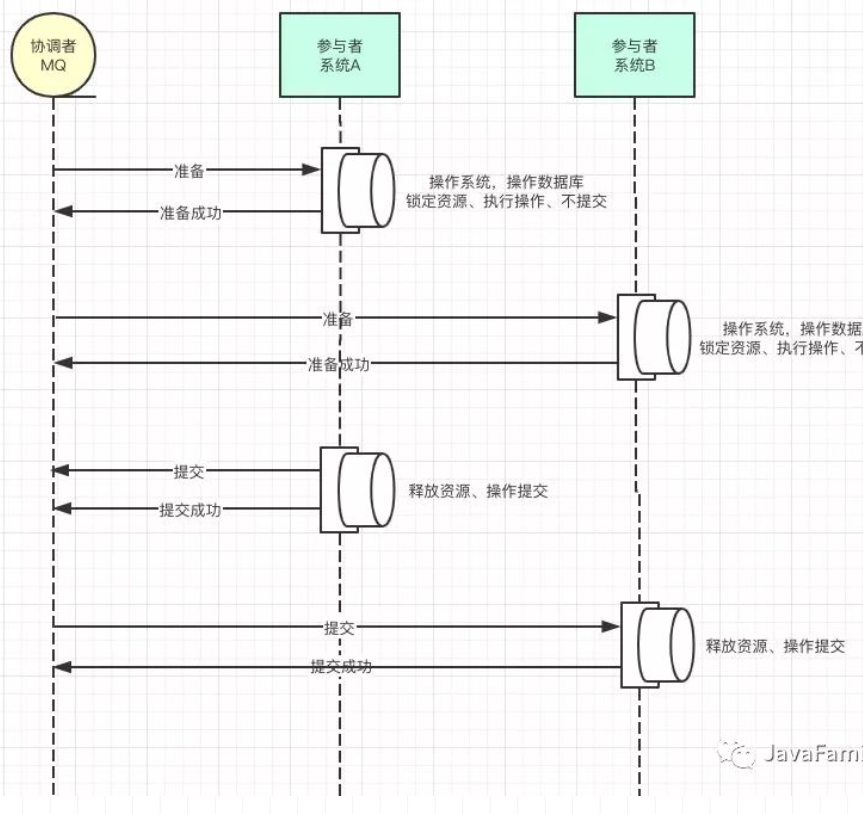 协调者
MQ
参与者
系统A
参与者
系统B
准备
操作系统，操作数据库
锁定资源、执行操作、不提交
准备成功
准备
操作系统，操作数据
锁定资源、执行操作、
准备成功
提交
释放资源、操作提交
提交成功
提交
释放资源、操作提交
提交成功
JavaFam